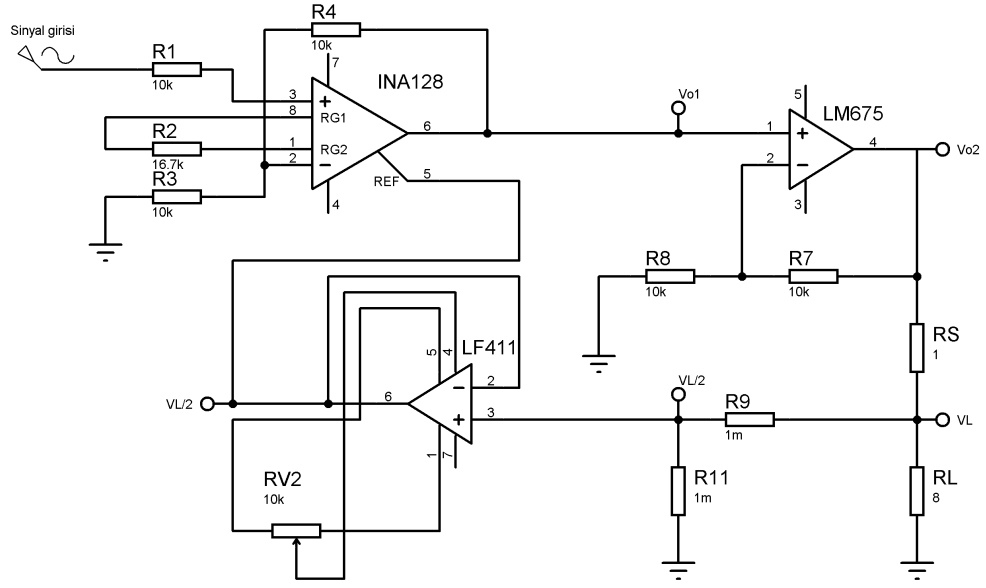 Sinyal girisi
R1
10k
R4
10k
7
INA128
3
+
8
RG1
R2
16.7k
1
RG2
2
−
R3
10k
6
REF
5
4
Vo1
5
LM675
1
+
4
Vo2
2
−
3
R8
10k
R7
10k
RS
1
VL/2
6
5
4
LF411
−
2
+
3
1
7
VL/2
R9
1m
VL
R11
1m
RL
8
RV2
10k